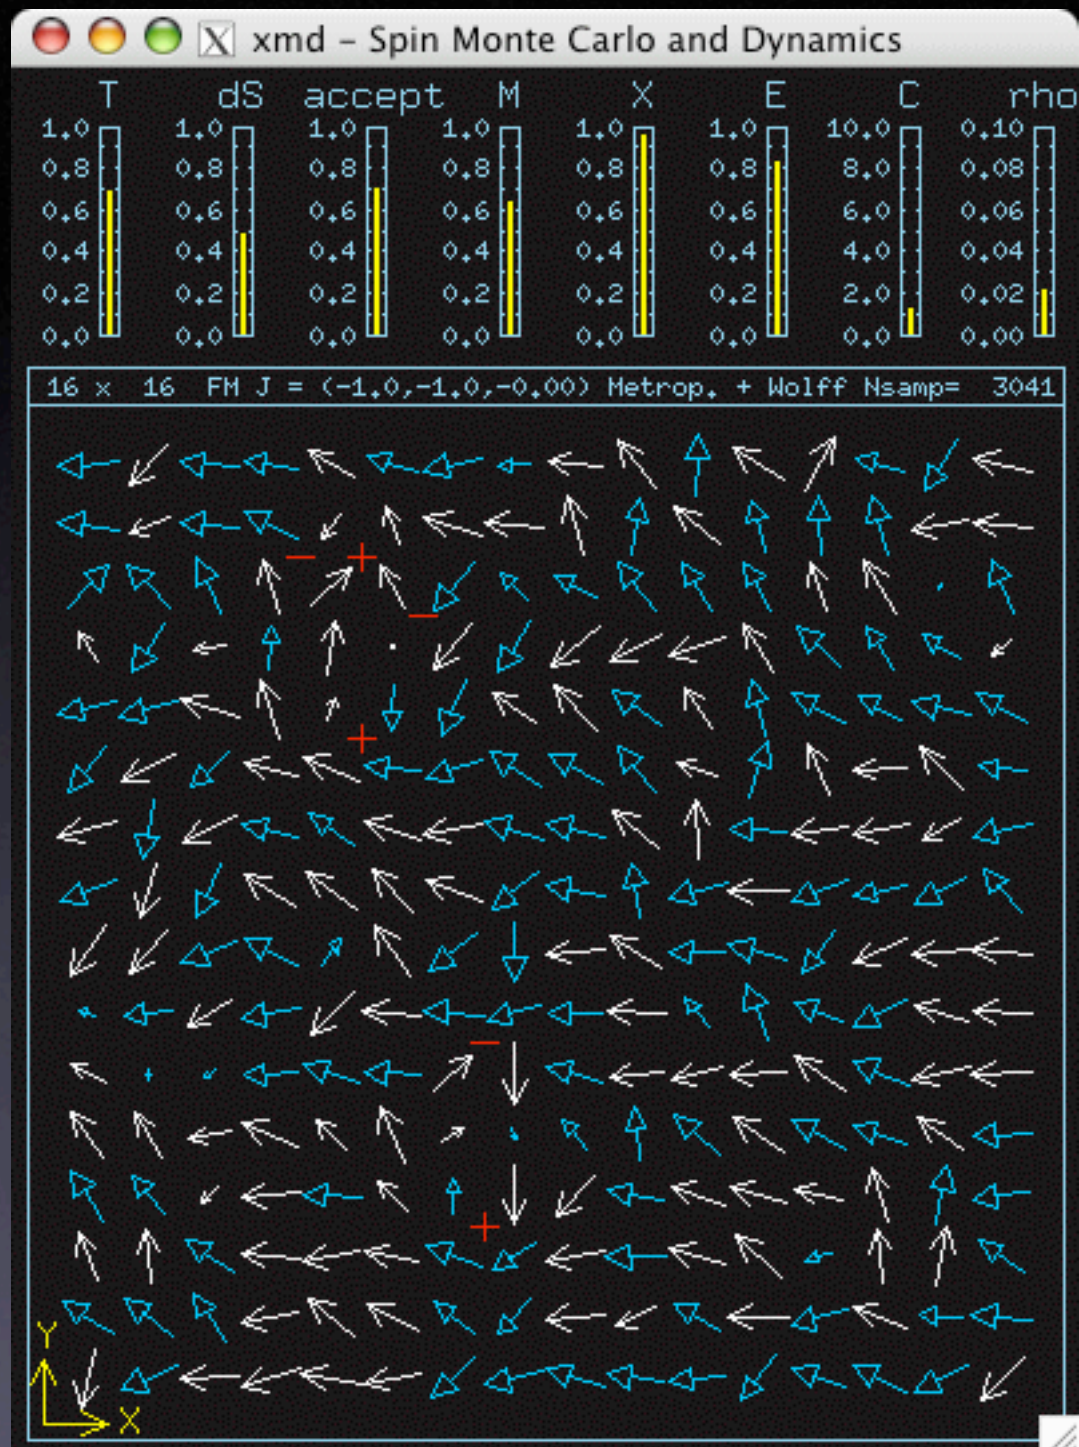 xmd – Spin Monte Carlo and Dynamics
T dS accept M X E C rho
1.0 1.0 1.0 1.0 1.0 1.0 10.0 0.10
0.8 0.8 0.8 0.8 0.8 0.8 8.0 0.08
0.6 0.6 0.6 0.6 0.6 0.6 6.0 0.06
0.4 0.4 0.4 0.4 0.4 0.4 4.0 0.04
0.2 0.2 0.2 0.2 0.2 0.2 2.0 0.02
0.0 0.0 0.0 0.0 0.0 0.0 0.0 0.00
16 x 16 FM J = (-1.0,-1.0,-0.00) Metrop. + Wolff Nsamp= 3041
Y
X